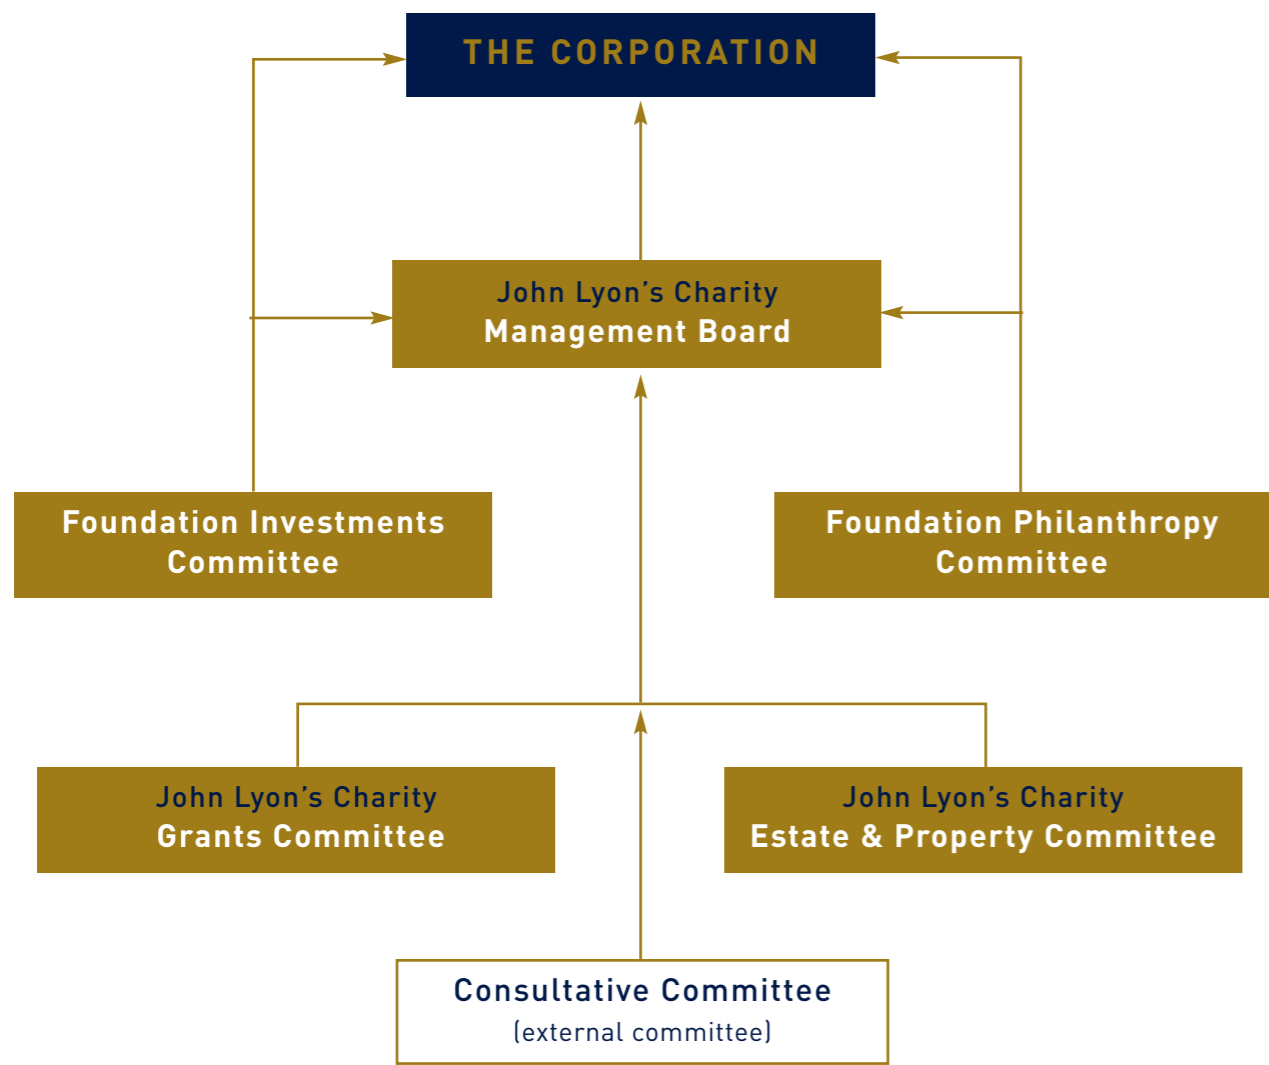 THE CORPORATION
John Lyon’s Charity
Management Board
Foundation Investments
Committee
Foundation Philanthropy
Committee
John Lyon’s Charity
Grants Committee
John Lyon’s Charity
Estate & Property Committee
Consultative Committee
(external committee)